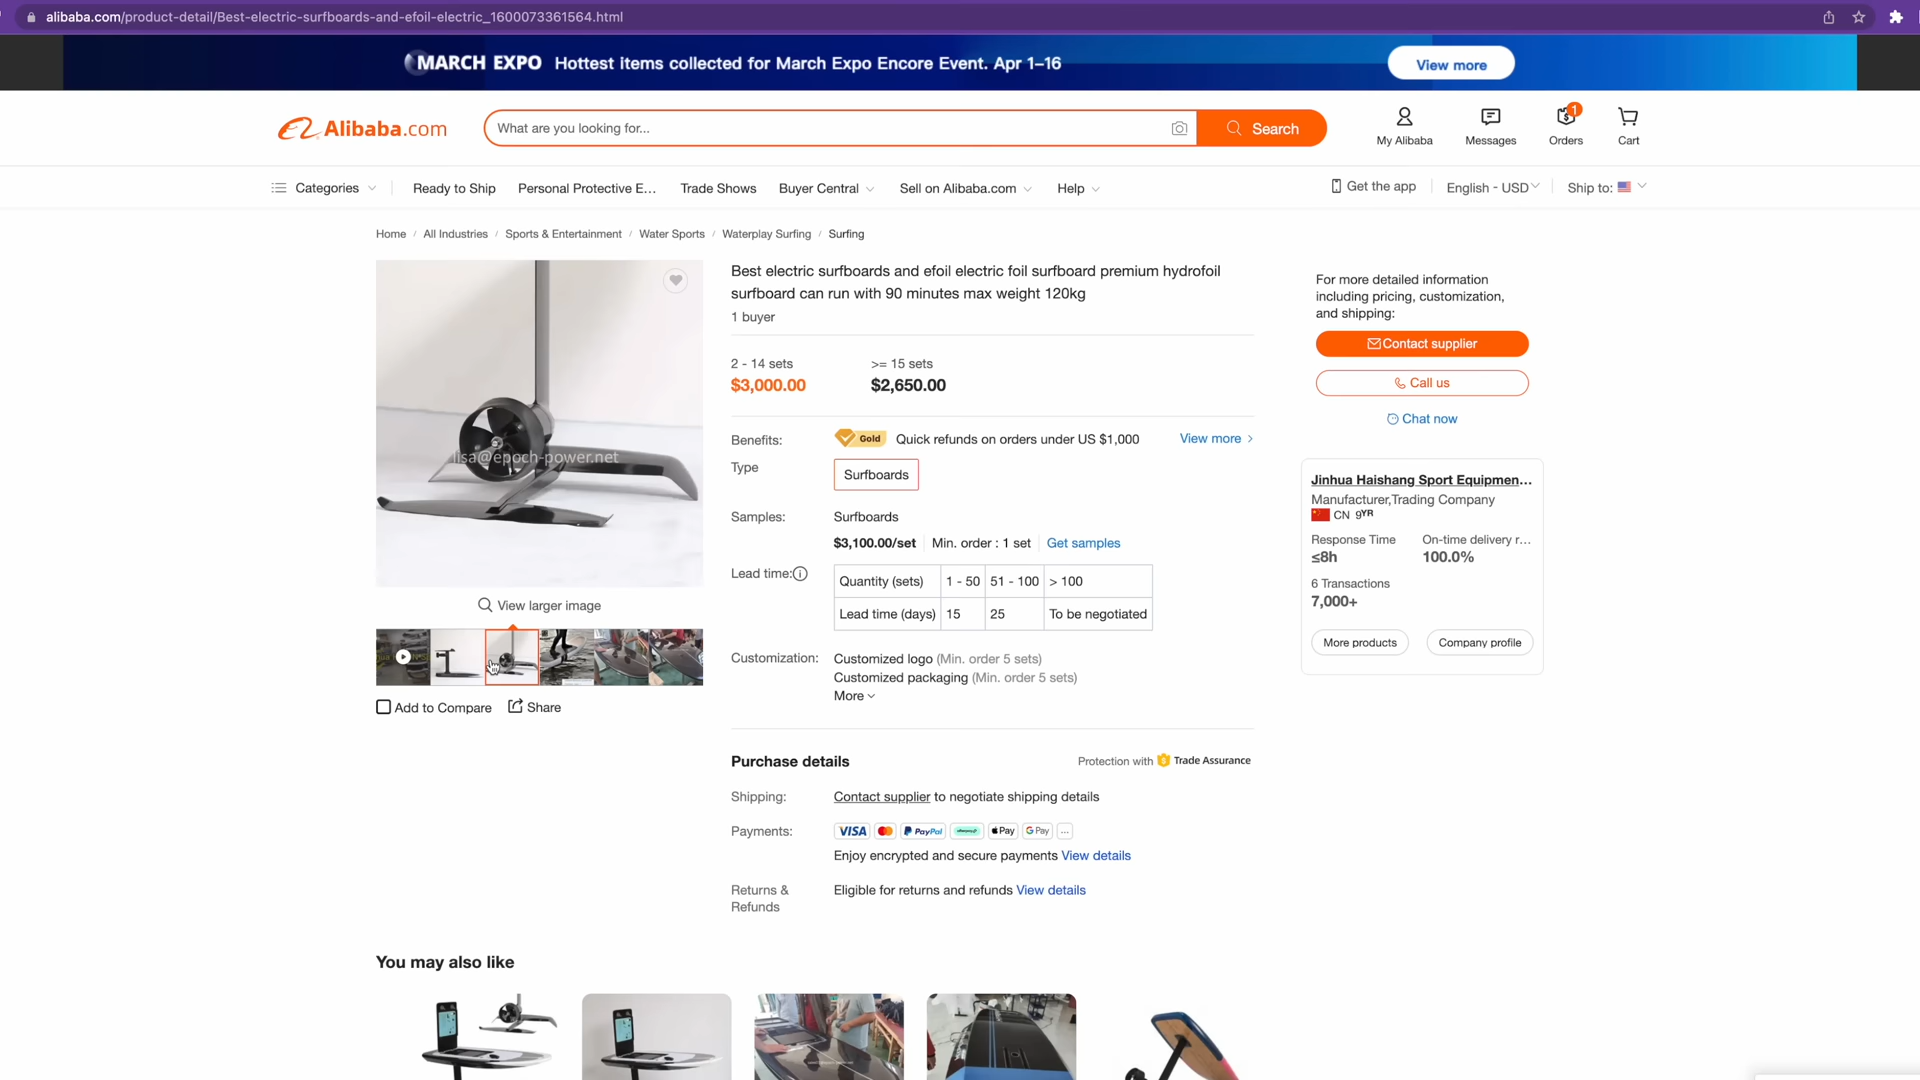 alibaba.com/product-detail/Best-electric-surfboards-and-efoil-electric_1600073361564.html
MARCH EXPO Hottest items collected for March Expo Encore Event. Apr 1–16
View more
Alibaba.com
What are you looking for...
Search
My Alibaba
Messages
1
Orders
Cart
Categories
Ready to Ship
Personal Protective E...
Trade Shows
Buyer Central
Sell on Alibaba.com
Help
Get the app
English - USD
Ship to:
Home / All Industries / Sports & Entertainment / Water Sports / Waterplay Surfing / Surfing
lisa@epoch-power.net
View larger image
Add to Compare
Share
Best electric surfboards and efoil electric foil surfboard premium hydrofoil
surfboard can run with 90 minutes max weight 120kg
1 buyer
2 - 14 sets
$3,000.00
>= 15 sets
$2,650.00
Benefits:
Gold
Quick refunds on orders under US $1,000
View more >
Type
Surfboards
Samples:
Surfboards
$3,100.00/set
Min. order : 1 set
Get samples
Lead time:
Quantity (sets) 1 - 50 51 - 100 > 100
Lead time (days) 15 25 To be negotiated
Customization:
Customized logo (Min. order 5 sets)
Customized packaging (Min. order 5 sets)
More
Purchase details
Protection with Trade Assurance
Shipping:
Contact supplier to negotiate shipping details
Payments:
VISA
PayPal
Pay
G Pay
...
Enjoy encrypted and secure payments View details
Returns &
Refunds
Eligible for returns and refunds View details
For more detailed information
including pricing, customization,
and shipping:
Contact supplier
Call us
Chat now
Jinhua Haishang Sport Equipmen...
Manufacturer,Trading Company
CN 9YR
Response Time
≤8h
On-time delivery r...
100.0%
6 Transactions
7,000+
More products
Company profile
You may also like